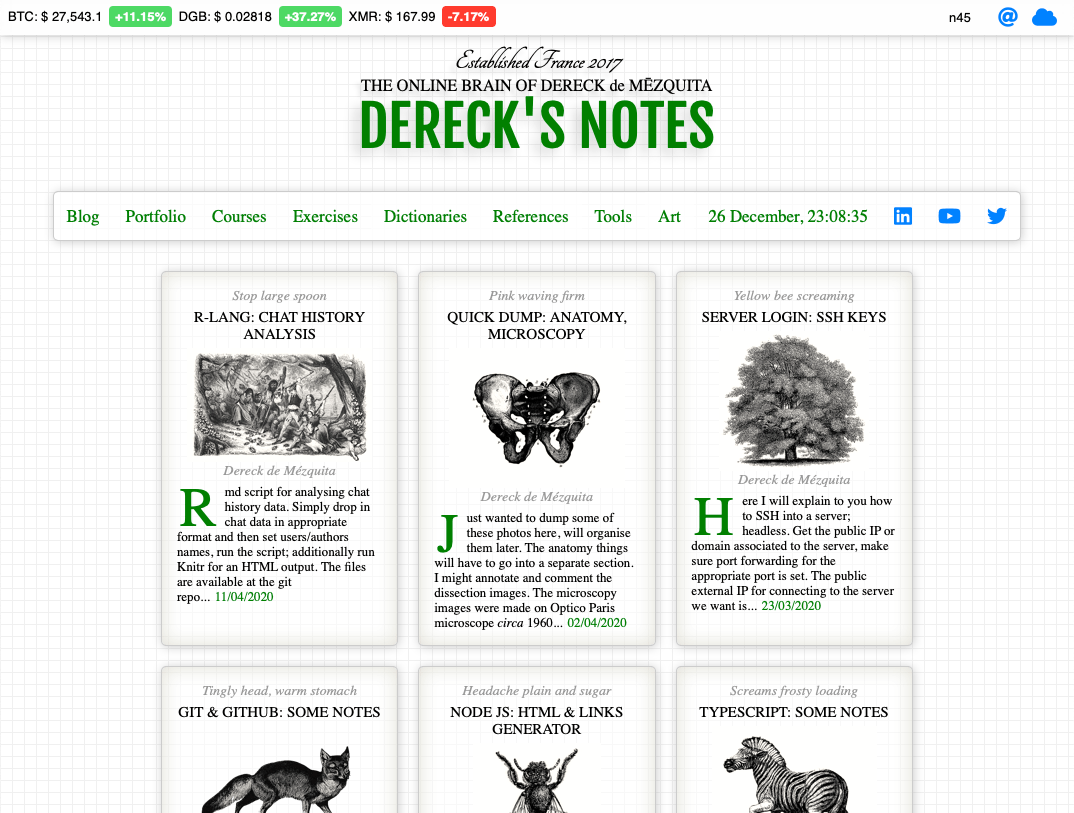 BTC: $ 27,543.1 +11.15% DGB: $ 0.02818 +37.27% XMR: $ 167.99 -7.17% n45
Established France 2017
THE ONLINE BRAIN OF DERECK de MĒZQUITA
DERECK'S NOTES
Blog Portfolio Courses Exercises Dictionaries References Tools Art 26 December, 23:08:35
Stop large spoon
R-LANG: CHAT HISTORY
ANALYSIS
Dereck de Mézquita
Rmd script for analysing chat
history data. Simply drop in
chat data in appropriate
format and then set users/authors
names, run the script; additionally run
Knitr for an HTML output. The files
are available at the git
repo... 11/04/2020
Pink waving firm
QUICK DUMP: ANATOMY,
MICROSCOPY
Dereck de Mézquita
Just wanted to dump some of
these photos here, will organise
them later. The anatomy things
will have to go into a separate section.
I might annotate and comment the
dissection images. The microscopy
images were made on Optico Paris
microscope circa 1960... 02/04/2020
Yellow bee screaming
SERVER LOGIN: SSH KEYS
Dereck de Mézquita
Here I will explain to you how
to SSH into a server;
headless. Get the public IP or
domain associated to the server, make
sure port forwarding for the
appropriate port is set. The public
external IP for connecting to the server
we want is... 23/03/2020
Tingly head, warm stomach
GIT & GITHUB: SOME NOTES
Headache plain and sugar
NODE JS: HTML & LINKS
GENERATOR
Screams frosty loading
TYPESCRIPT: SOME NOTES